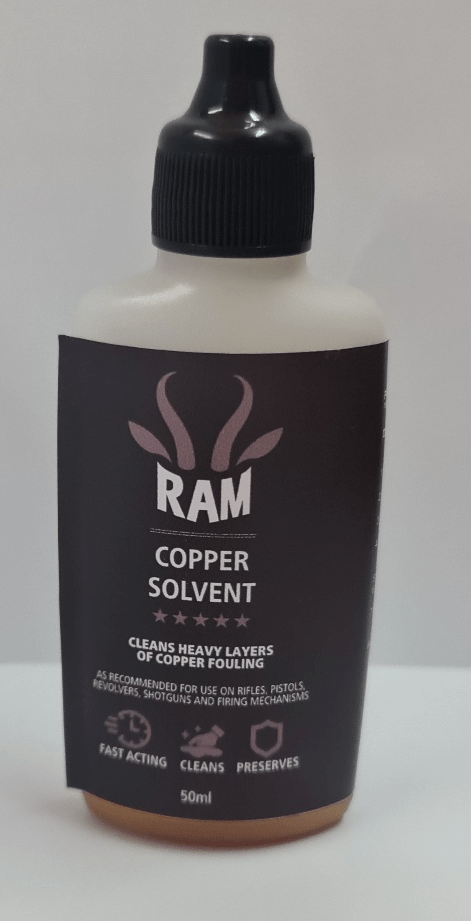 RAM
COPPER
SOLVENT
CLEANS HEAVY LAYERS
OF COPPER FOULING
AS RECOMMENDED FOR USE ON RIFLES, PISTOLS,
REVOLVERS, SHOTGUNS AND FIRING MECHANISMS
FAST ACTING
CLEANS
PRESERVES
50ml